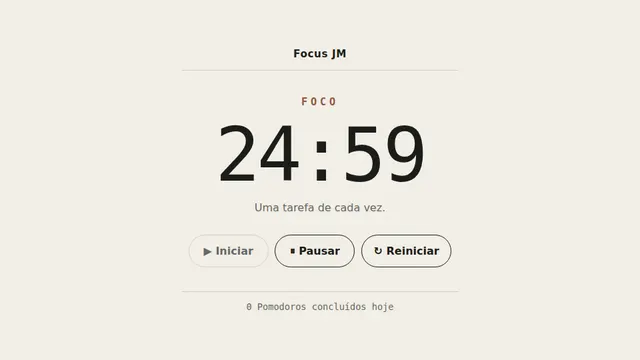 Focus JM
FOCO
24:59
Uma tarefa de cada vez.
▶ Iniciar ⏸ Pausar ↻ Reiniciar
0 Pomodoros concluídos hoje